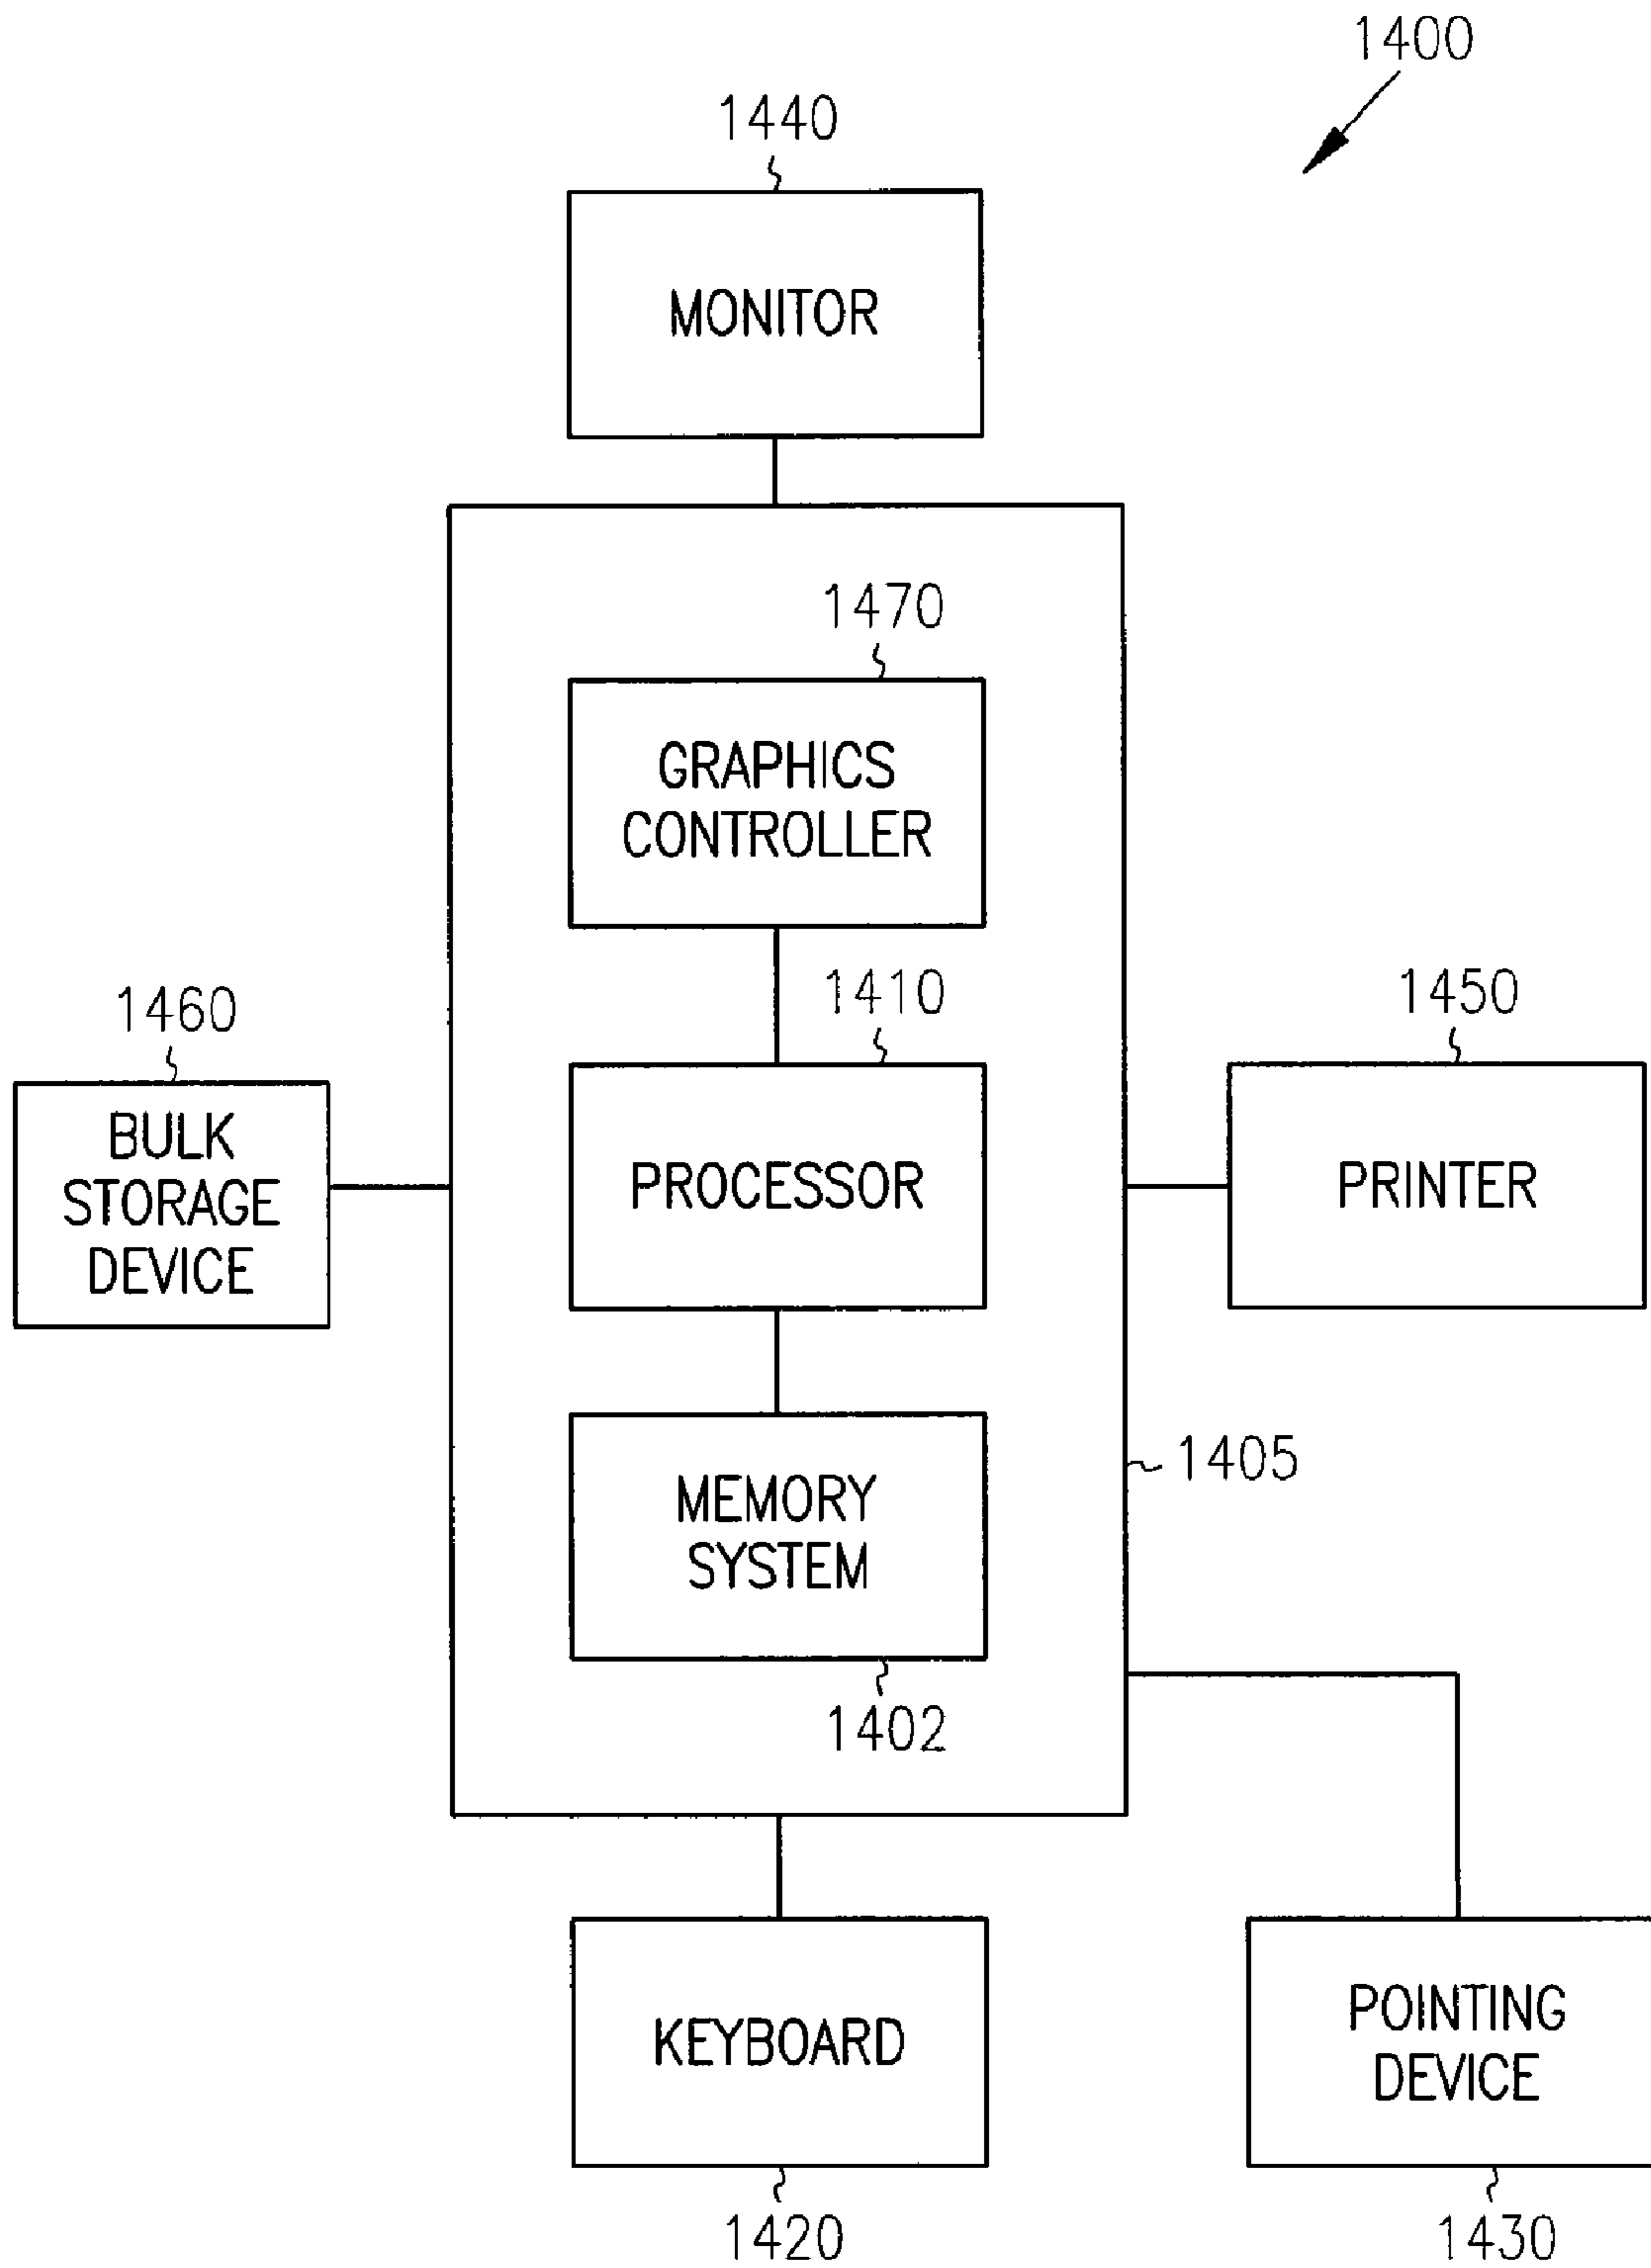 1400
1440
MONITOR
1470
GRAPHICS
CONTROLLER
1410
1460
1450
BULK
STORAGE
DEVICE
PROCESSOR
PRINTER
1405
MEMORY
SYSTEM
1402
KEYBOARD
POINTING
DEVICE
1420
1430